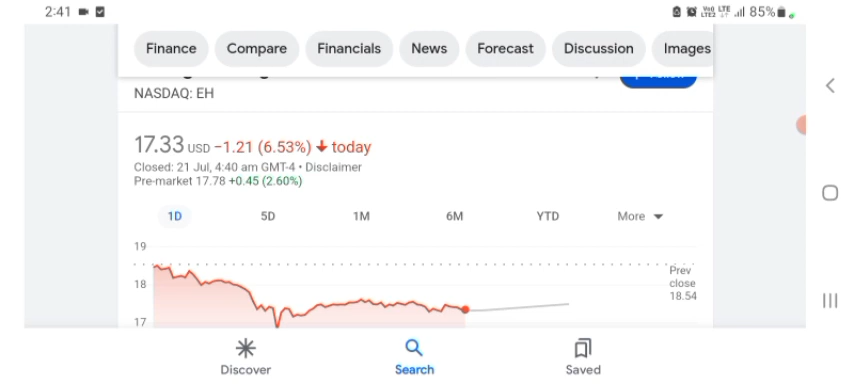 2:41 85%
Finance Compare Financials News Forecast Discussion Images
NASDAQ: EH
17.33 USD −1.21 (6.53%) today
Closed: 21 Jul, 4:40 am GMT-4 • Disclaimer
Pre-market 17.78 +0.45 (2.60%)
1D 5D 1M 6M YTD More
19
Prev
close
18.54
18
17
Discover Search Saved